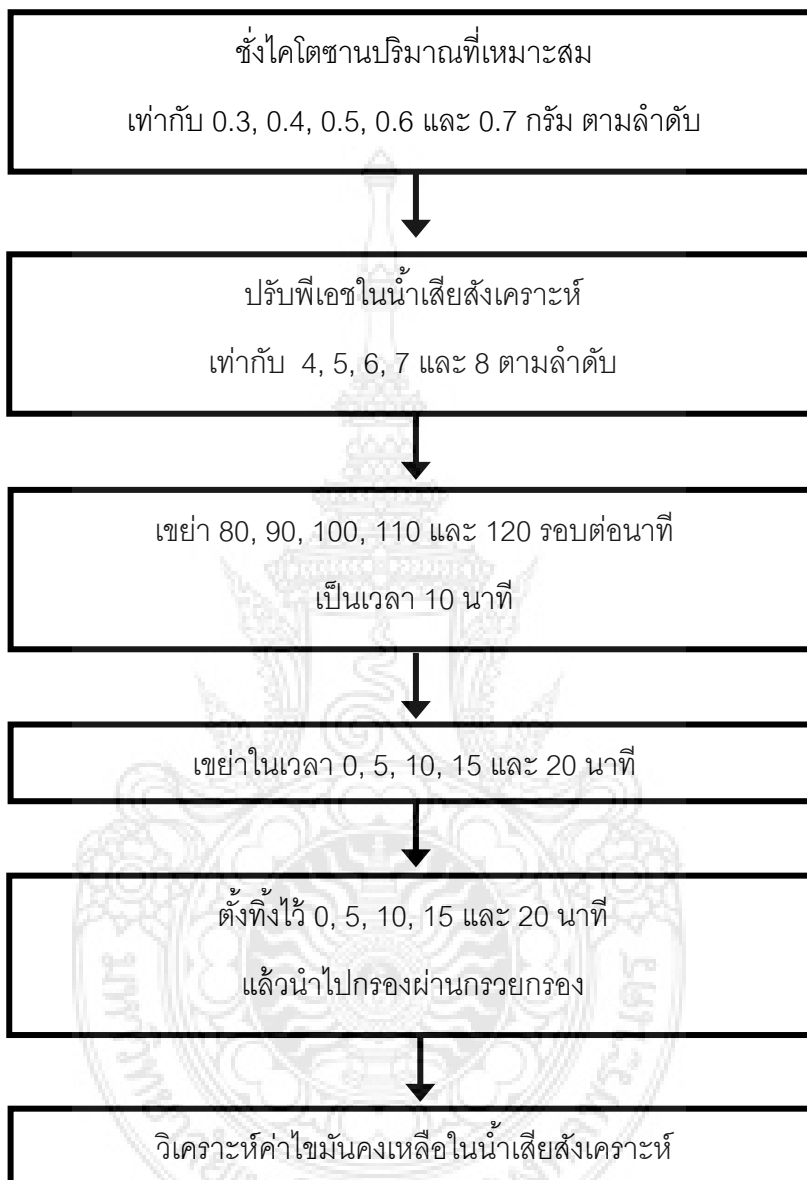 ชั่งไคโตซานปริมาณที่เหมาะสม
เท่ากับ 0.3, 0.4, 0.5, 0.6 และ 0.7 กรัม ตามลำดับ
ปรับพีเอชในน้ำเสียสังเคราะห์
เท่ากับ 4, 5, 6, 7 และ 8 ตามลำดับ
เขย่า 80, 90, 100, 110 และ 120 รอบต่อนาที
เป็นเวลา 10 นาที
เขย่าในเวลา 0, 5, 10, 15 และ 20 นาที
ตั้งทิ้งไว้ 0, 5, 10, 15 และ 20 นาที
แล้วนำไปกรองผ่านกรวยกรอง
วิเคราะห์ค่าไขมันคงเหลือในน้ำเสียสังเคราะห์